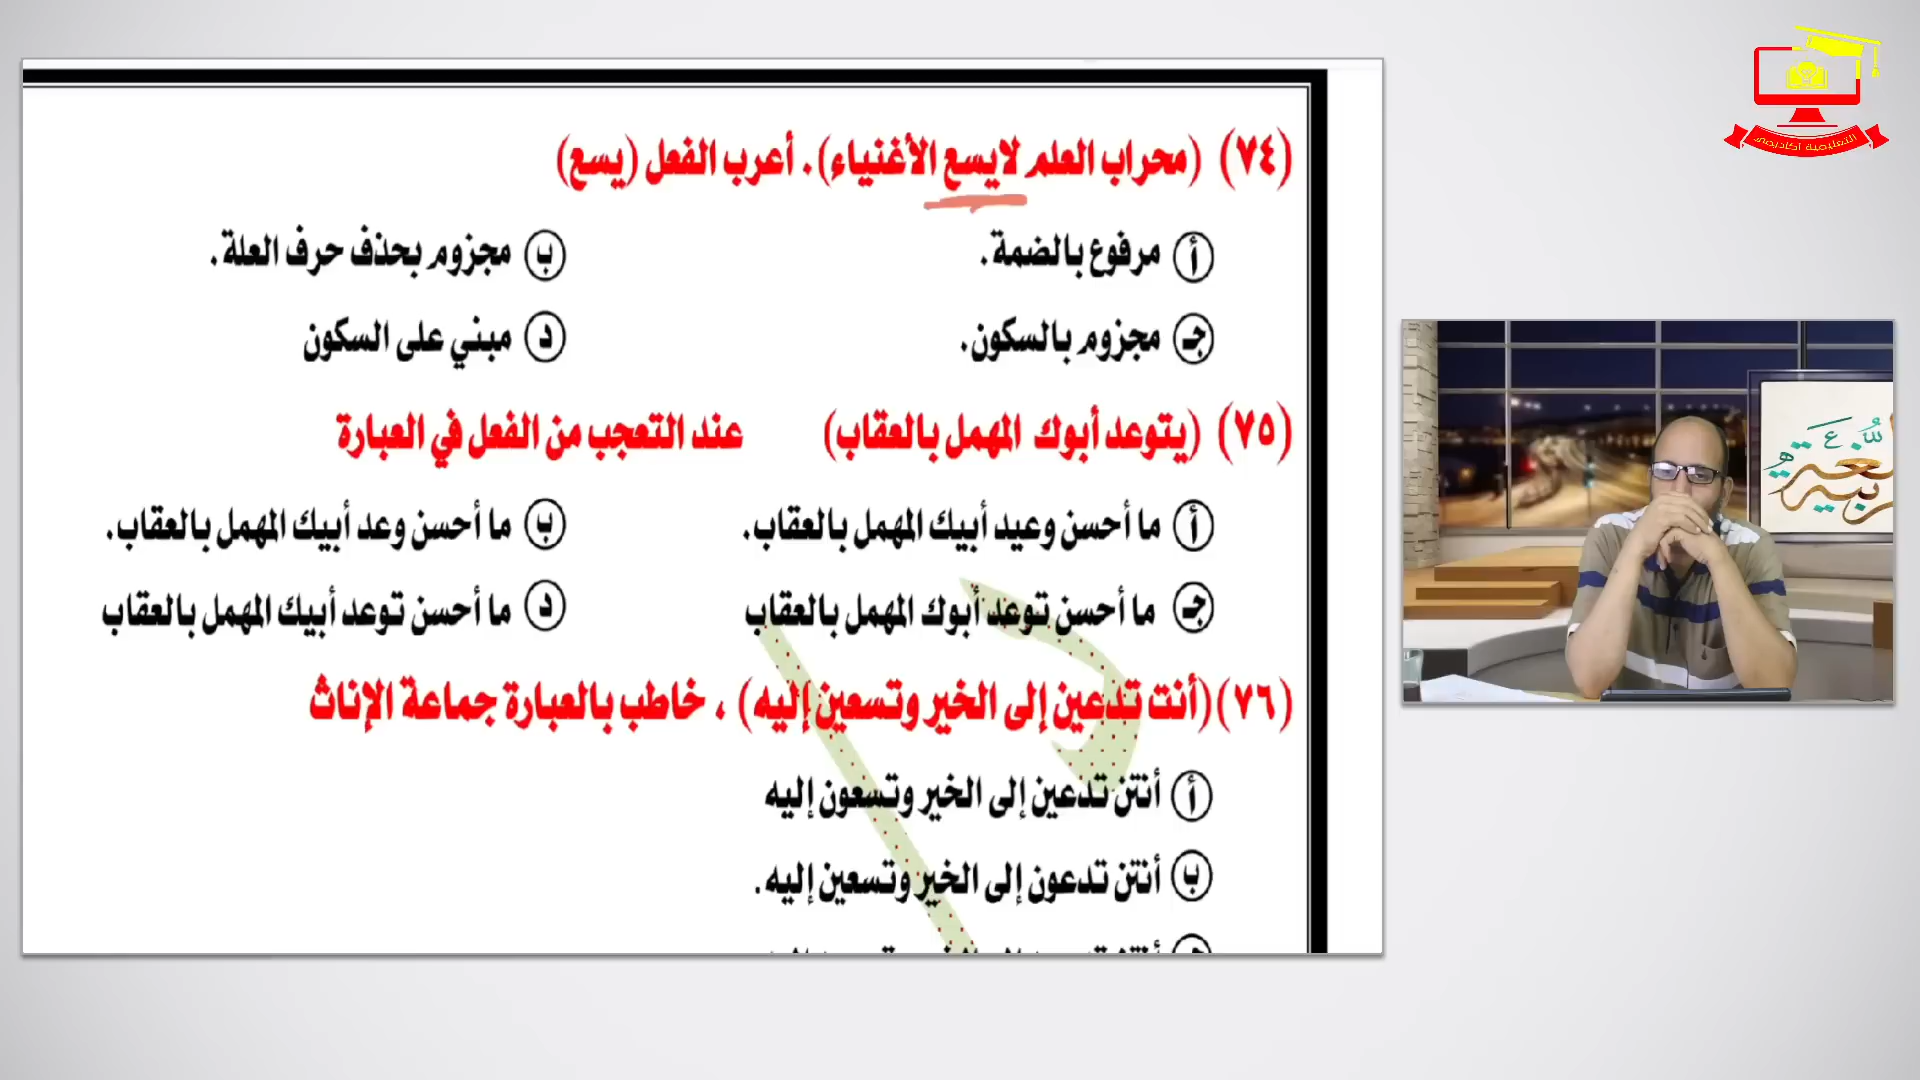 التعليمية أكاديمي
(٧٤) (محراب العلم لايسع الأغنياء). أعرب الفعل (يسع)
أ مرفوع بالضمة.
ب مجزوم بحذف حرف العلة.
جـ مجزوم بالسكون.
د مبني على السكون
(٧٥) (يتوعد أبوك المهمل بالعقاب) عند التعجب من الفعل في العبارة
أ ما أحسن وعيد أبيك المهمل بالعقاب.
ب ما أحسن وعد أبيك المهمل بالعقاب.
جـ ما أحسن توعد أبوك المهمل بالعقاب
د ما أحسن توعد أبيك المهمل بالعقاب
(٧٦) (أنت تدعين إلى الخير وتسعين إليه) ، خاطب بالعبارة جماعة الإناث
أ أنتن تدعين إلى الخير وتسعون إليه
ب أنتن تدعون إلى الخير وتسعين إليه.